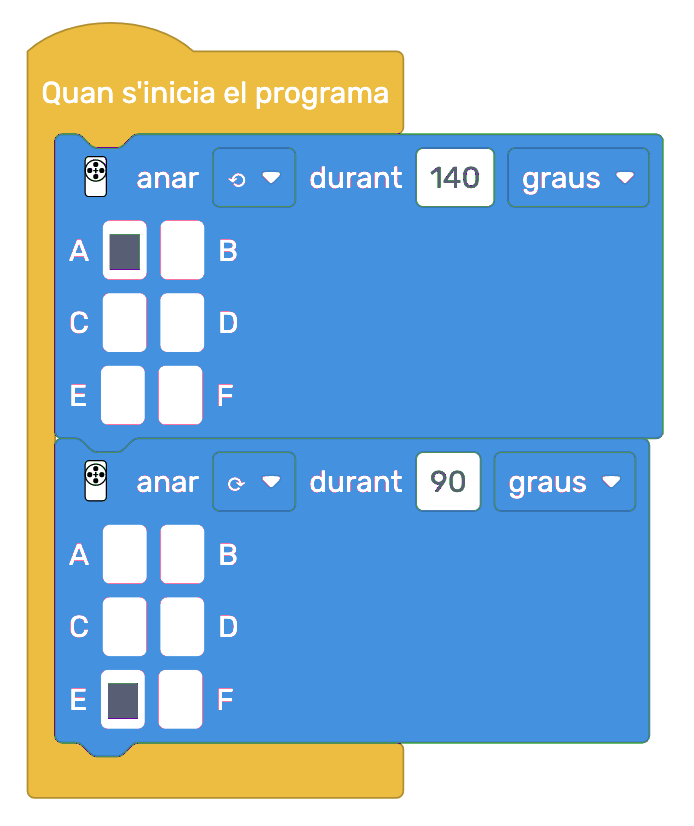 Quan s'inicia el programa
anar durant 140 graus
A B
C D
E F
anar durant 90 graus
A B
C D
E F